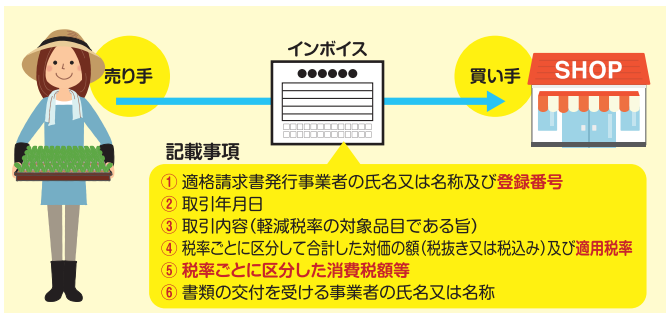 インボイス
売り手
買い手
SHOP
●●●●●●
記載事項
① 適格請求書発行事業者の氏名又は名称及び登録番号
② 取引年月日
③ 取引内容(軽減税率の対象品目である旨)
④ 税率ごとに区分して合計した対価の額(税抜き又は税込み)及び適用税率
⑤ 税率ごとに区分した消費税額等
⑥ 書類の交付を受ける事業者の氏名又は名称